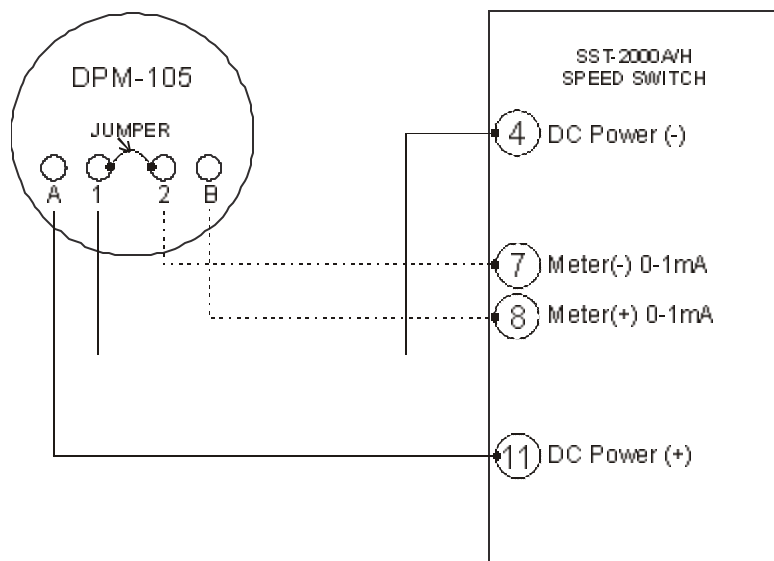 DPM-105
JUMPER
A 1 2 B
SST-2000A/H
SPEED SWITCH
4 DC Power (-)
7 Meter(-) 0-1mA
8 Meter(+) 0-1mA
11 DC Power (+)